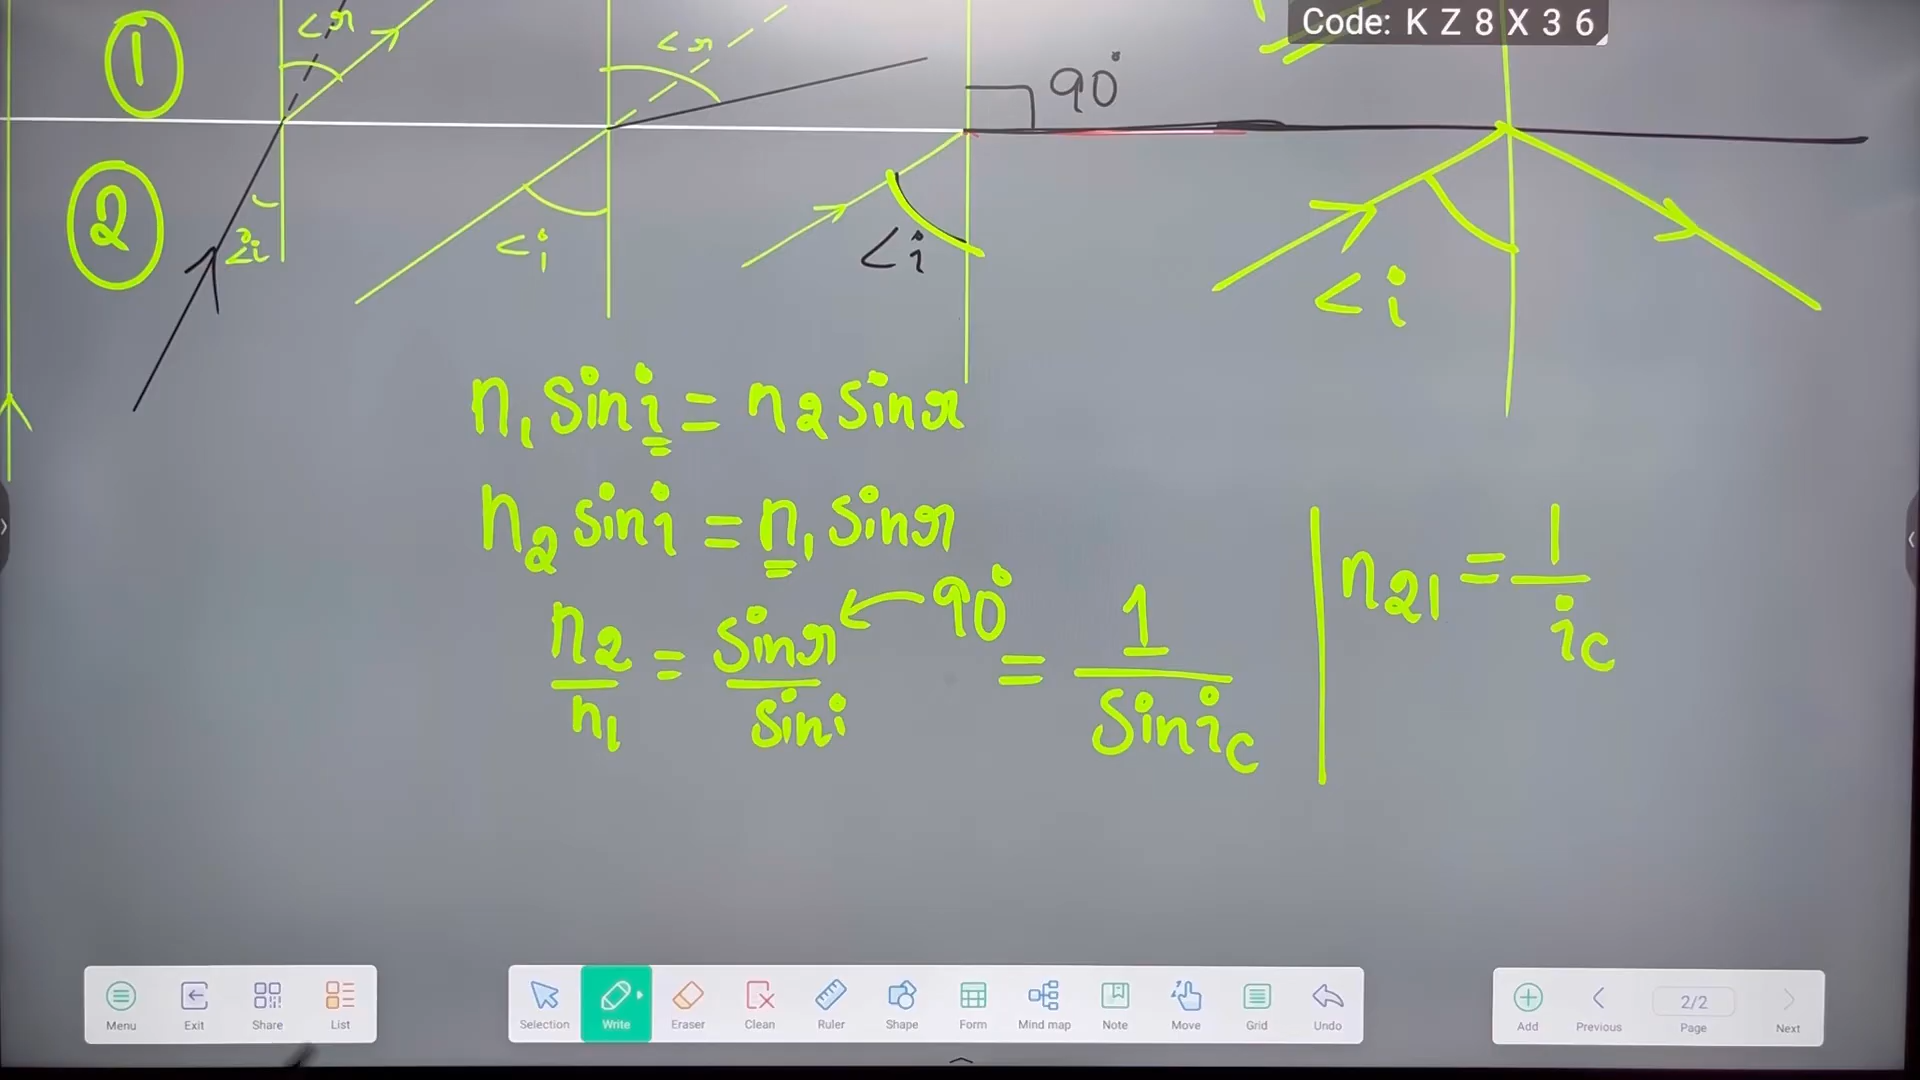 Code: K Z 8 X 3 6
① <r <r 90°
② <i <i <i <i
n₁ sin i = n₂ sin r
n₂ sin i = n₁ sin r
n₂/n₁ = sin r/sin i ← 90° = 1/sin i_c
n₂₁ = 1/i_c
Menu Exit Share List Selection Write Eraser Clean Ruler Shape Form Mind map Note Move Grid Undo Add Previous 2/2 Page Next